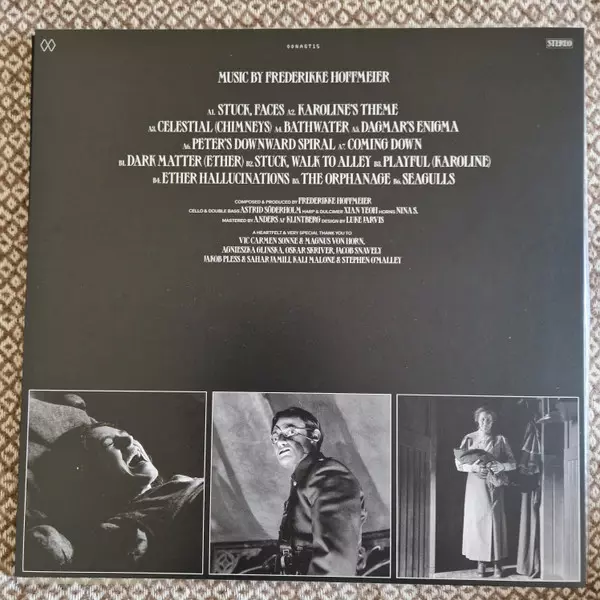 00NAST15
STEREO
MUSIC BY FREDERIKKE HOFFMEIER
A1. STUCK, FACES A2. KAROLINE'S THEME
A3. CELESTIAL (CHIMNEYS) A4. BATHWATER A5. DAGMAR'S ENIGMA
A6. PETER'S DOWNWARD SPIRAL A7. COMING DOWN
B1. DARK MATTER (ETHER) B2. STUCK, WALK TO ALLEY B3. PLAYFUL (KAROLINE)
B4. ETHER HALLUCINATIONS B5. THE ORPHANAGE B6. SEAGULLS
COMPOSED & PRODUCED BY FREDERIKKE HOFFMEIER
CELLO & DOUBLE BASS ASTRID SÖDERHOLM HARP & DULCIMER XIAN YEOH HORNS NINA S.
MASTERED BY ANDERS AT KLINTBERG DESIGN BY LUKE JARVIS
A HEARTFELT & VERY SPECIAL THANK YOU TO
VIC CARMEN SONNE & MAGNUS VON HORN,
AGNIESZKA GLINSKA, OSKAR SKRIVER, JACOB SNAVELY
JAKOB PLESS & SAHAR JAMILI, KALI MALONE & STEPHEN O'MALLEY